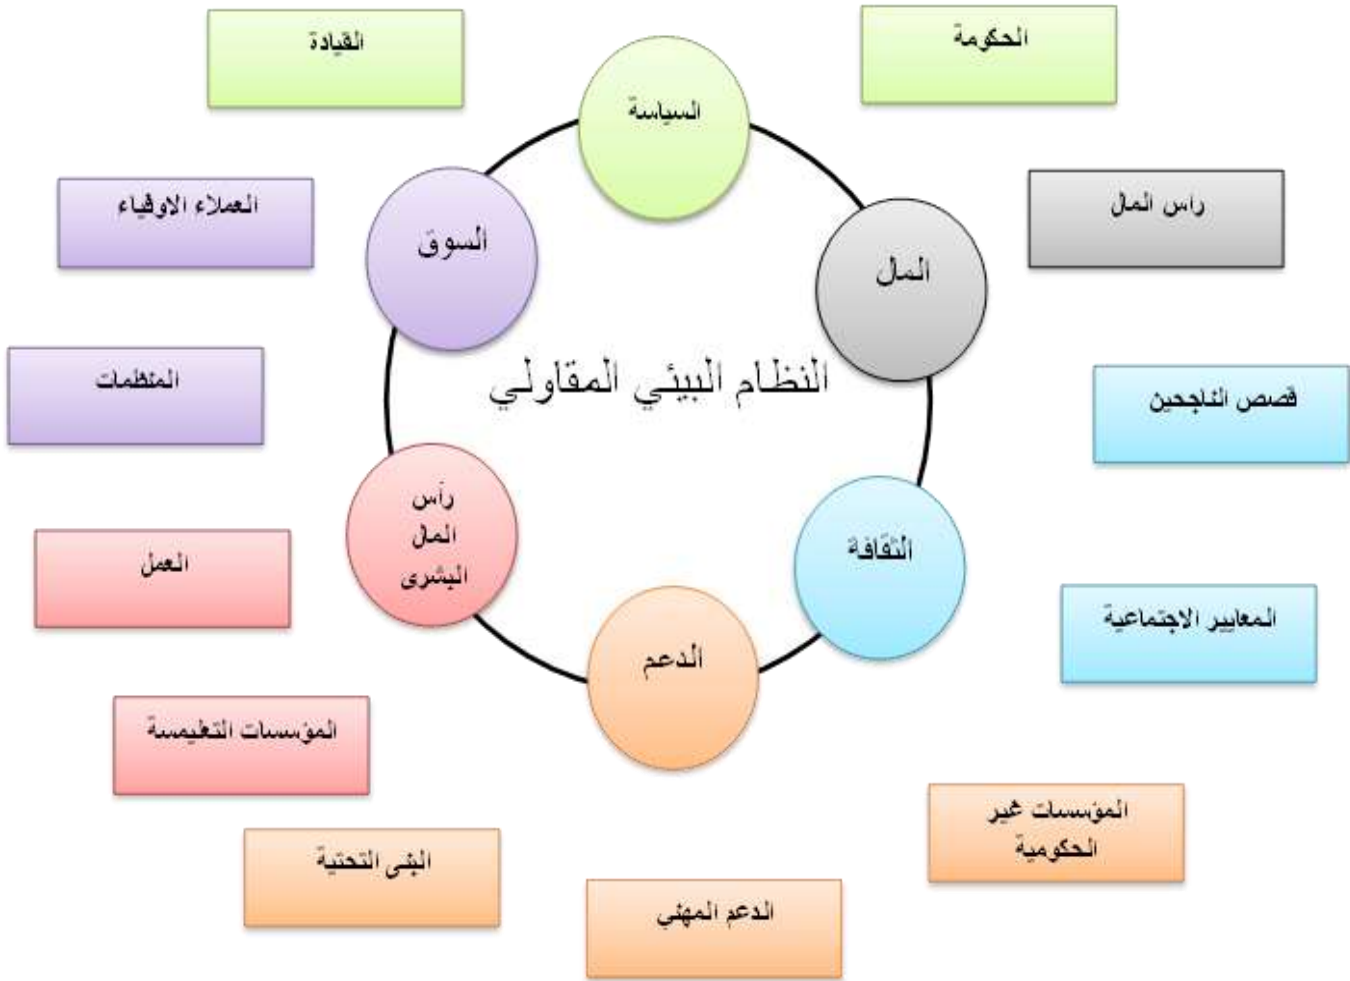 القيادة
الحكومة
السياسة
العملاء الاوفياء
راس المال
السوق
المال
المنظمات
النظام البيئي المقاولي
قصص الناجحين
رأس
المال
البشرى
العمل
الثقافة
المعايير الاجتماعية
الدعم
المؤسسات التعليمسة
المؤسسات غير
الحكومية
البنى التحتية
الدعم المهني